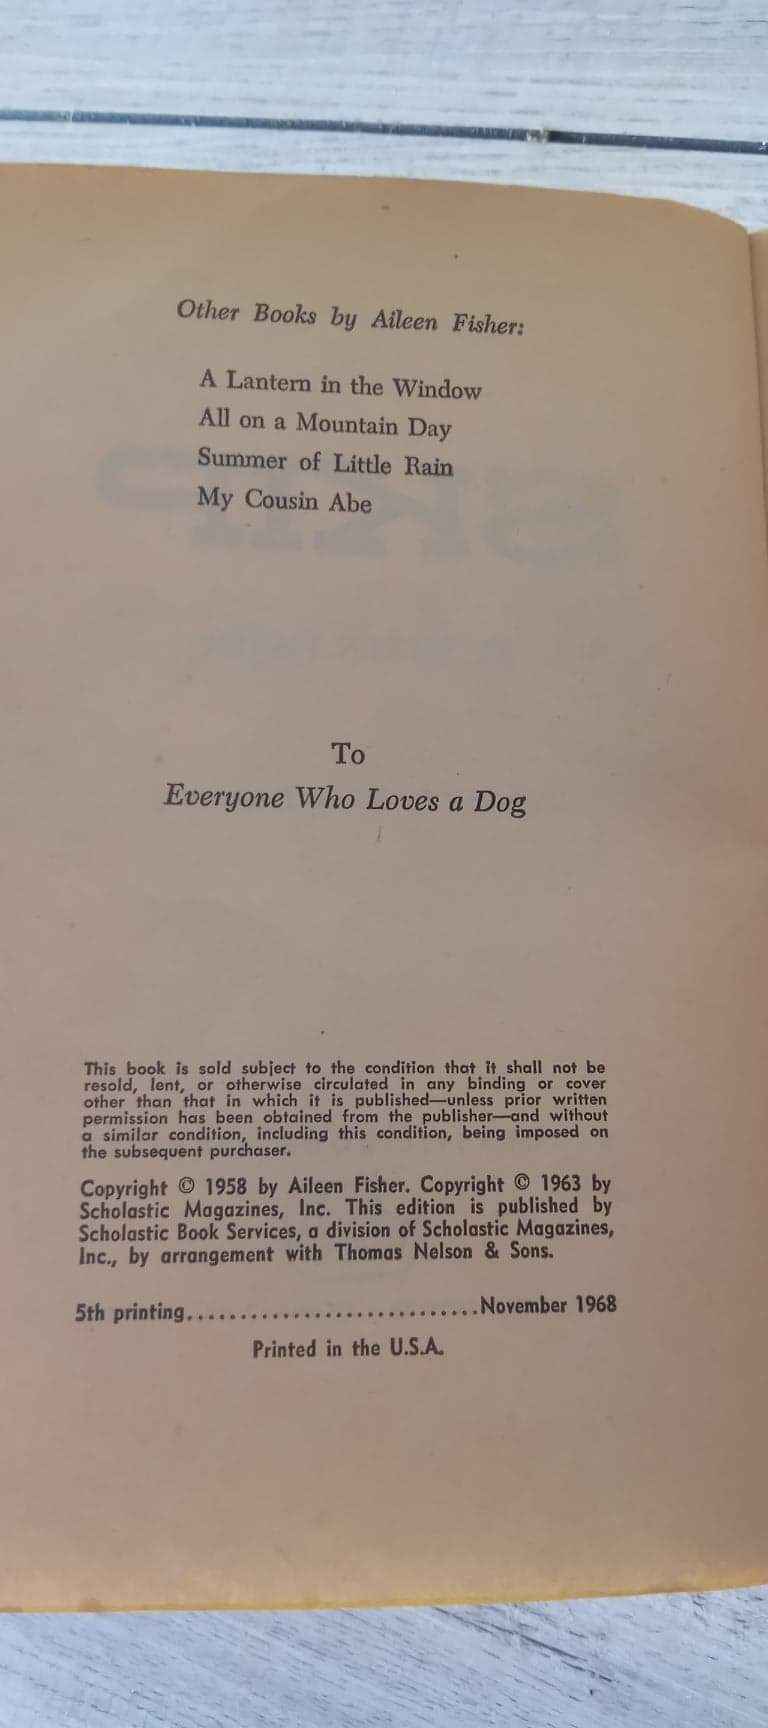 Other Books by Aileen Fisher:
A Lantern in the Window
All on a Mountain Day
Summer of Little Rain
My Cousin Abe
To
Everyone Who Loves a Dog
This book is sold subject to the condition that it shall not be
resold, lent, or otherwise circulated in any binding or cover
other than that in which it is published—unless prior written
permission has been obtained from the publisher—and without
a similar condition, including this condition, being imposed on
the subsequent purchaser.
Copyright © 1958 by Aileen Fisher. Copyright © 1963 by
Scholastic Magazines, Inc. This edition is published by
Scholastic Book Services, a division of Scholastic Magazines,
Inc., by arrangement with Thomas Nelson & Sons.
5th printing............................November 1968
Printed in the U.S.A.